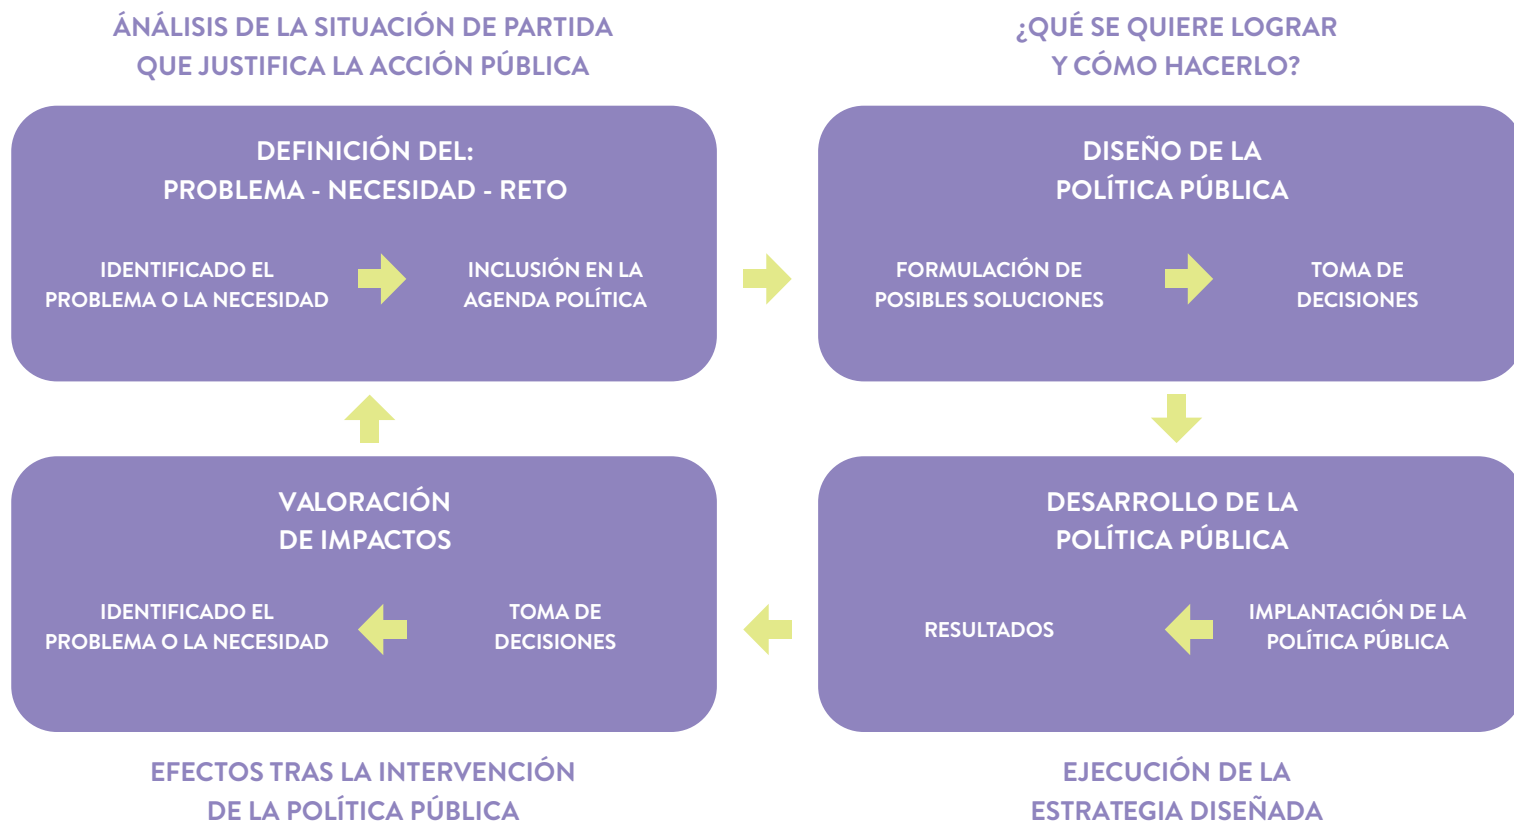 ÁNÁLISIS DE LA SITUACIÓN DE PARTIDA
QUE JUSTIFICA LA ACCIÓN PÚBLICA
¿QUÉ SE QUIERE LOGRAR
Y CÓMO HACERLO?
DEFINICIÓN DEL:
PROBLEMA - NECESIDAD - RETO
IDENTIFICADO EL
PROBLEMA O LA NECESIDAD
INCLUSIÓN EN LA
AGENDA POLÍTICA
DISEÑO DE LA
POLÍTICA PÚBLICA
FORMULACIÓN DE
POSIBLES SOLUCIONES
TOMA DE
DECISIONES
VALORACIÓN
DE IMPACTOS
IDENTIFICADO EL
PROBLEMA O LA NECESIDAD
TOMA DE
DECISIONES
DESARROLLO DE LA
POLÍTICA PÚBLICA
RESULTADOS
IMPLANTACIÓN DE LA
POLÍTICA PÚBLICA
EFECTOS TRAS LA INTERVENCIÓN
DE LA POLÍTICA PÚBLICA
EJECUCIÓN DE LA
ESTRATEGIA DISEÑADA